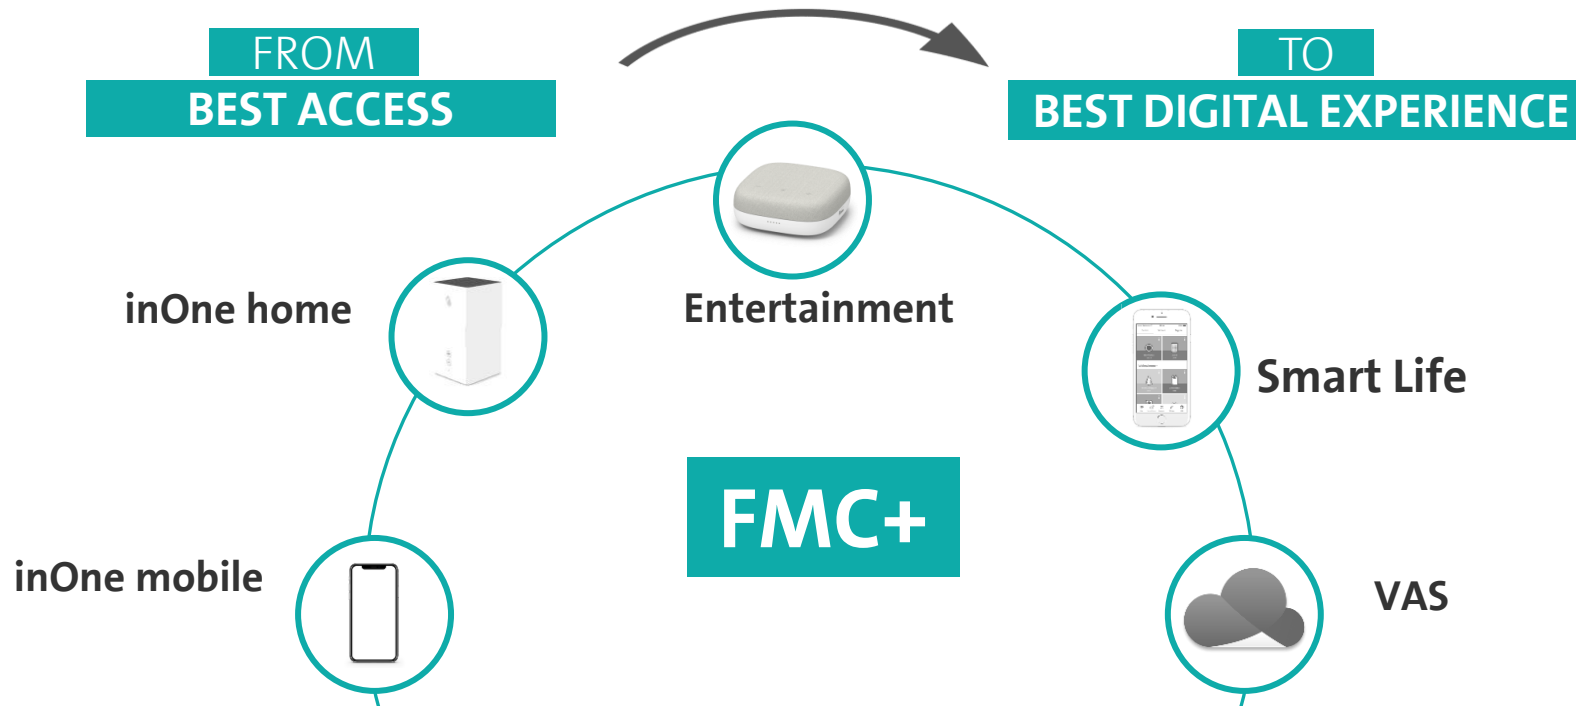 FROM
BEST ACCESS
TO
BEST DIGITAL EXPERIENCE
Entertainment
inOne home
Smart Life
FMC+
inOne mobile
VAS